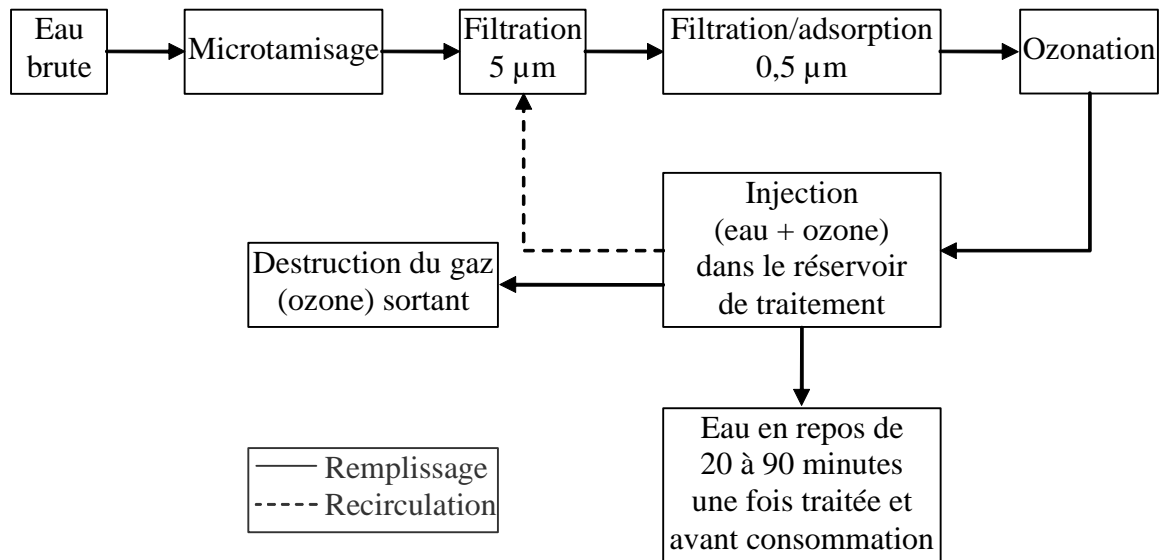 Eau
brute
Microtamisage
Filtration
5 µm
Filtration/adsorption
0,5 µm
Ozonation
Injection
(eau + ozone)
dans le réservoir
de traitement
Destruction du gaz
(ozone) sortant
Eau en repos de
20 à 90 minutes
une fois traitée et
avant consommation
Remplissage
Recirculation